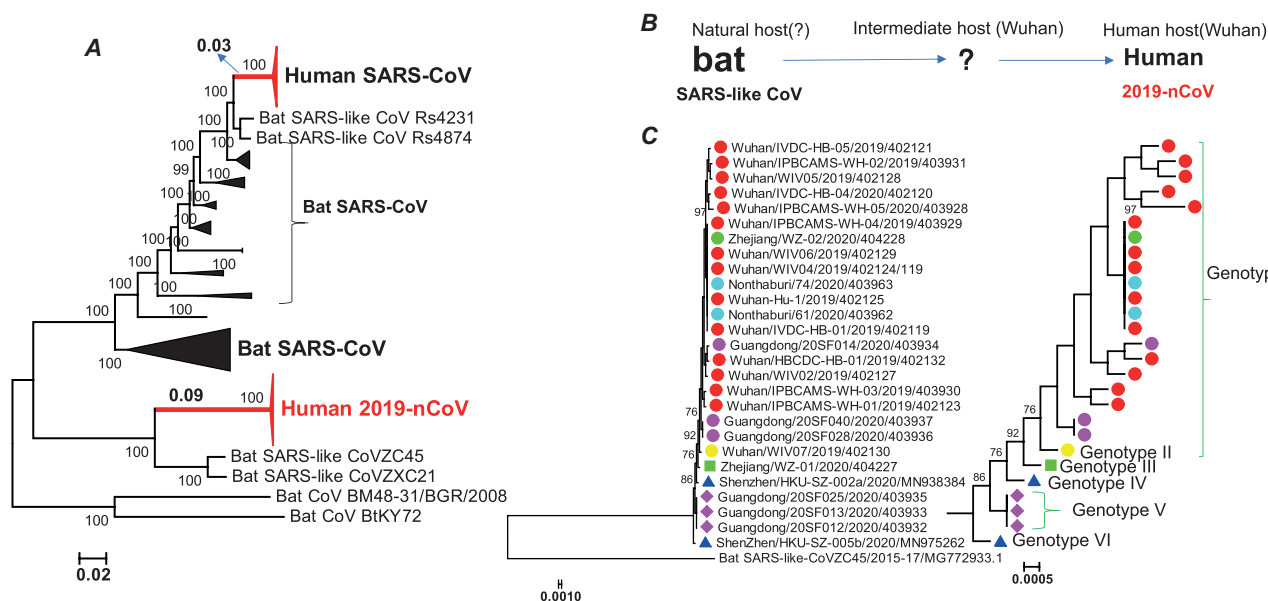 A
0.03
100
Human SARS-CoV
100
Bat SARS-like CoV Rs4231
Bat SARS-like CoV Rs4874
100
100
100
99
100
100
100
Bat SARS-CoV
100
100
100
100
100
100
100
100
Bat SARS-CoV
0.09
100
Human 2019-nCoV
100
Bat SARS-like CoVZC45
Bat SARS-like CoVZXC21
100
Bat CoV BM48-31/BGR/2008
Bat CoV BtKY72
100
0.02
B
Natural host(?)
Intermediate host (Wuhan)
Human host(Wuhan)
bat
?
Human
SARS-like CoV
2019-nCoV
C
Wuhan/IVDC-HB-05/2019/402121
Wuhan/IPBCAMS-WH-02/2019/403931
Wuhan/WIV05/2019/402128
Wuhan/IVDC-HB-04/2020/402120
Wuhan/IPBCAMS-WH-05/2020/403928
97
Wuhan/IPBCAMS-WH-04/2019/403929
Zhejiang/WZ-02/2020/404228
Wuhan/WIV06/2019/402129
Wuhan/WIV04/2019/402124/119
Nonthaburi/74/2020/403963
Wuhan-Hu-1/2019/402125
Nonthaburi/61/2020/403962
Wuhan/IVDC-HB-01/2019/402119
Guangdong/20SF014/2020/403934
Wuhan/HBCDC-HB-01/2019/402132
Wuhan/WIV02/2019/402127
Wuhan/IPBCAMS-WH-03/2019/403930
Wuhan/IPBCAMS-WH-01/2019/402123
76
Guangdong/20SF040/2020/403937
92
Guangdong/20SF028/2020/403936
Wuhan/WIV07/2019/402130
76
Zhejiang/WZ-01/2020/404227
86
Shenzhen/HKU-SZ-002a/2020/MN938384
Guangdong/20SF025/2020/403935
Guangdong/20SF013/2020/403933
Guangdong/20SF012/2020/403932
ShenZhen/HKU-SZ-005b/2020/MN975262
Bat SARS-like-CoVZC45/2015-17/MG772933.1
0.0010
97
Genotyp
76
92
Genotype II
76
Genotype III
86
Genotype IV
Genotype V
Genotype VI
0.0005